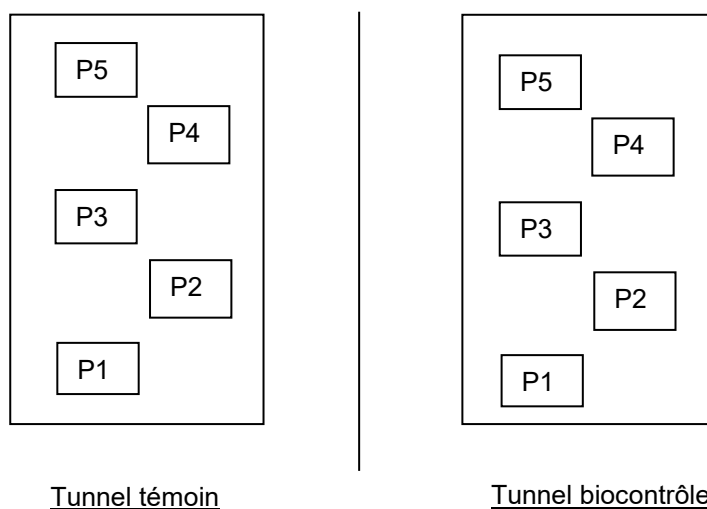 P5
P4
P3
P2
P1
Tunnel témoin
P5
P4
P3
P2
P1
Tunnel biocontrôle